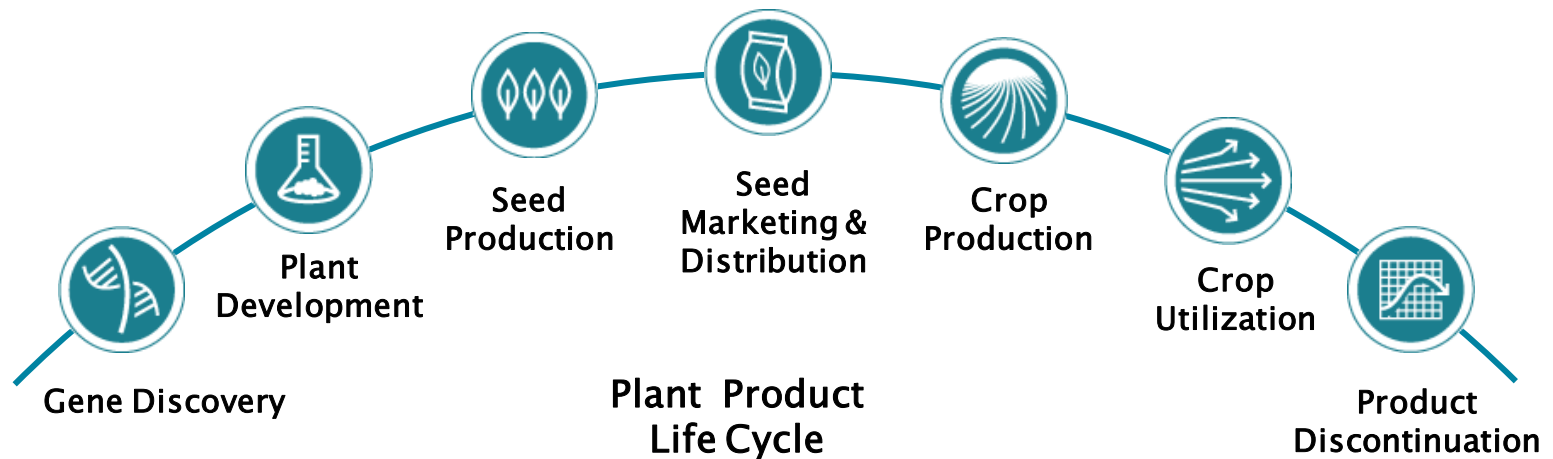 Gene Discovery
Plant
Development
Seed
Production
Seed
Marketing &
Distribution
Crop
Production
Crop
Utilization
Product
Discontinuation
Plant Product
Life Cycle